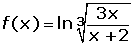 f(x) = ln ∛(3x/(x+2))